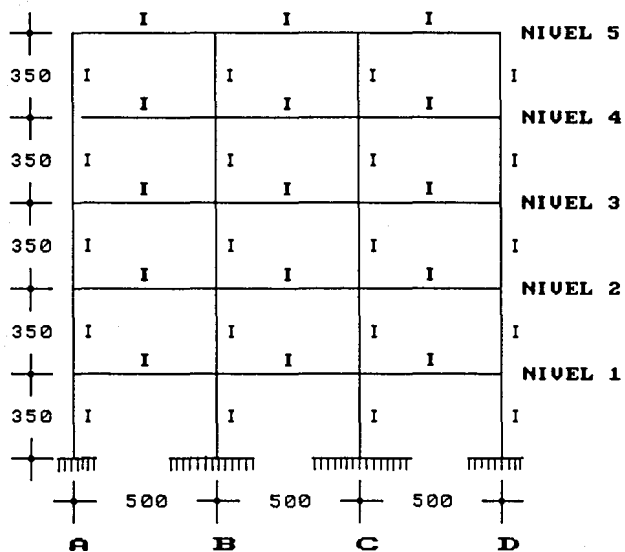 I I I NIVEL 5
350 I I I I
I I I NIVEL 4
350 I I I I
I I I NIVEL 3
350 I I I I
I I I NIVEL 2
350 I I I I
I I I NIVEL 1
350 I I I I
500 500 500
A B C D